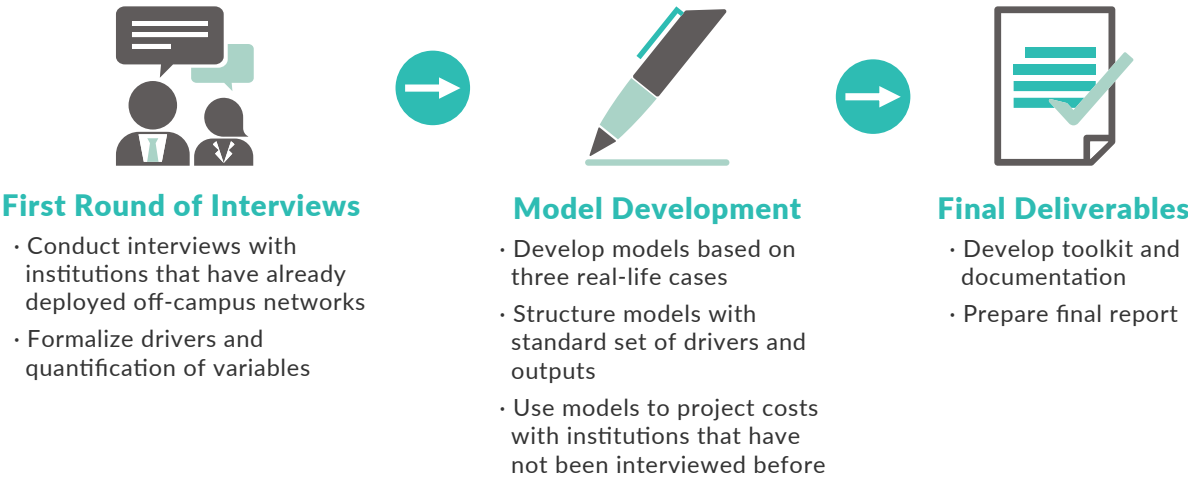 First Round of Interviews
· Conduct interviews with
institutions that have already
deployed off-campus networks
· Formalize drivers and
quantification of variables
Model Development
· Develop models based on
three real-life cases
· Structure models with
standard set of drivers and
outputs
· Use models to project costs
with institutions that have
not been interviewed before
Final Deliverables
· Develop toolkit and
documentation
· Prepare final report